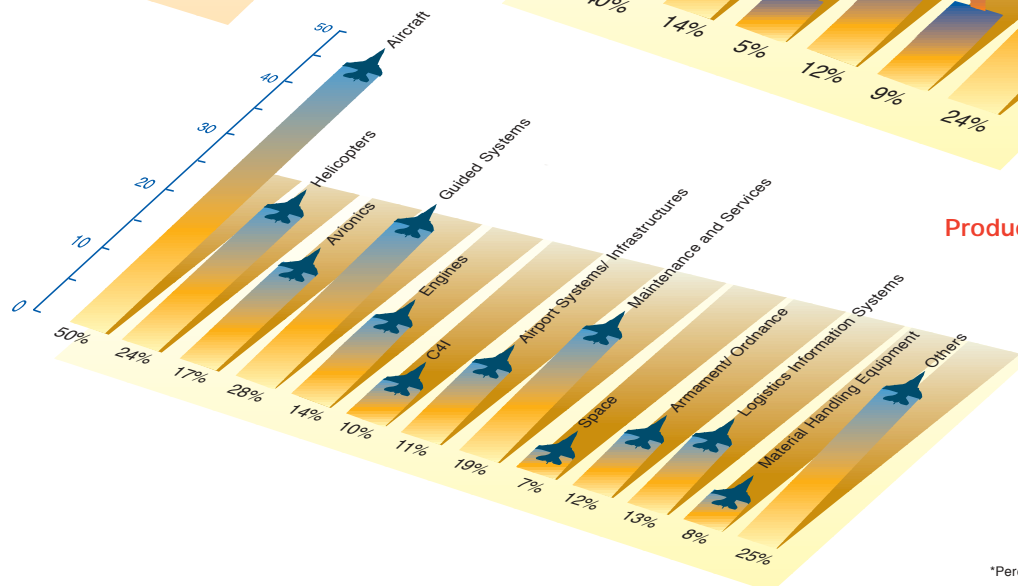 40%
14%
5%
12%
9%
24%
50
40
30
20
10
0
Aircraft
Helicopters
Avionics
Guided Systems
Engines
C4I
Airport Systems/ Infrastructures
Maintenance and Services
Space
Armament/ Ordnance
Logistics Information Systems
Material Handling Equipment
Others
50%
24%
17%
28%
14%
10%
11%
19%
7%
12%
13%
8%
25%
Produc
*Perc